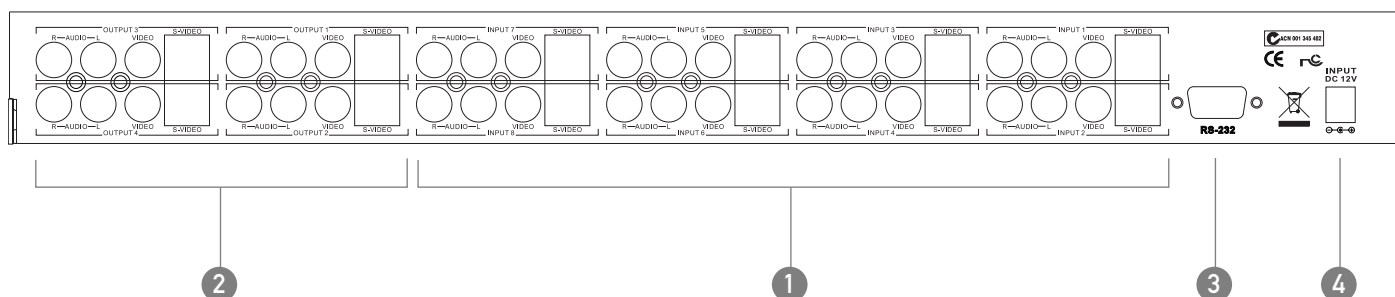 OUTPUT 3 OUTPUT 1 INPUT 7 INPUT 5 INPUT 3 INPUT 1
R—AUDIO—L VIDEO S-VIDEO R—AUDIO—L VIDEO S-VIDEO R—AUDIO—L VIDEO S-VIDEO R—AUDIO—L VIDEO S-VIDEO R—AUDIO—L VIDEO S-VIDEO R—AUDIO—L VIDEO S-VIDEO
ACN 001 345 482
CE
INPUT
DC 12V
R—AUDIO—L VIDEO S-VIDEO R—AUDIO—L VIDEO S-VIDEO R—AUDIO—L VIDEO S-VIDEO R—AUDIO—L VIDEO S-VIDEO R—AUDIO—L VIDEO S-VIDEO R—AUDIO—L VIDEO S-VIDEO
OUTPUT 4 OUTPUT 2 INPUT 8 INPUT 6 INPUT 4 INPUT 2
RS-232
2 1 3 4